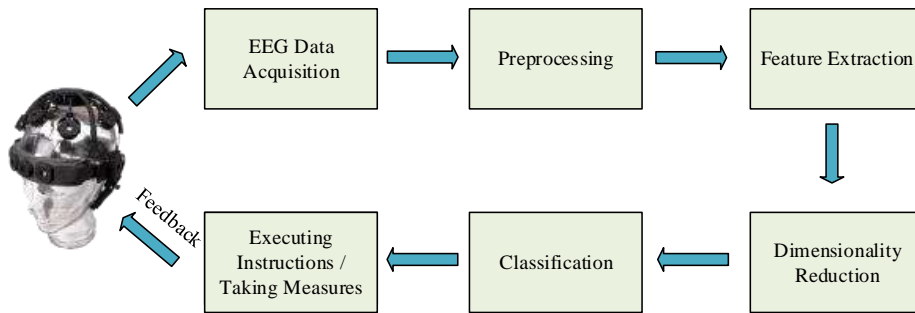 EEG Data
Acquisition
Preprocessing
Feature Extraction
Dimensionality
Reduction
Classification
Executing
Instructions /
Taking Measures
Feedback